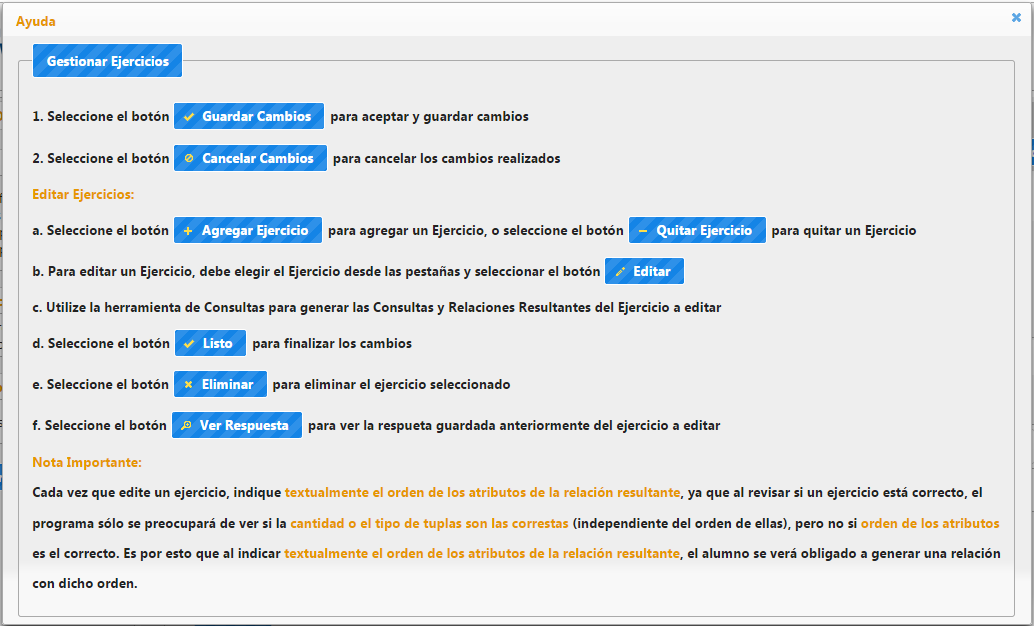 Ayuda
Gestionar Ejercicios
1. Seleccione el botón Guardar Cambios para aceptar y guardar cambios
2. Seleccione el botón Cancelar Cambios para cancelar los cambios realizados
Editar Ejercicios:
a. Seleccione el botón Agregar Ejercicio para agregar un Ejercicio, o seleccione el botón Quitar Ejercicio para quitar un Ejercicio
b. Para editar un Ejercicio, debe elegir el Ejercicio desde las pestañas y seleccionar el botón Editar
c. Utilize la herramienta de Consultas para generar las Consultas y Relaciones Resultantes del Ejercicio a editar
d. Seleccione el botón Listo para finalizar los cambios
e. Seleccione el botón Eliminar para eliminar el ejercicio seleccionado
f. Seleccione el botón Ver Respuesta para ver la respueta guardada anteriormente del ejercicio a editar
Nota Importante:
Cada vez que edite un ejercicio, indique textualmente el orden de los atributos de la relación resultante, ya que al revisar si un ejercicio está correcto, el
programa sólo se preocupará de ver si la cantidad o el tipo de tuplas son las correstas (independiente del orden de ellas), pero no si orden de los atributos
es el correcto. Es por esto que al indicar textualmente el orden de los atributos de la relación resultante, el alumno se verá obligado a generar una relación
con dicho orden.